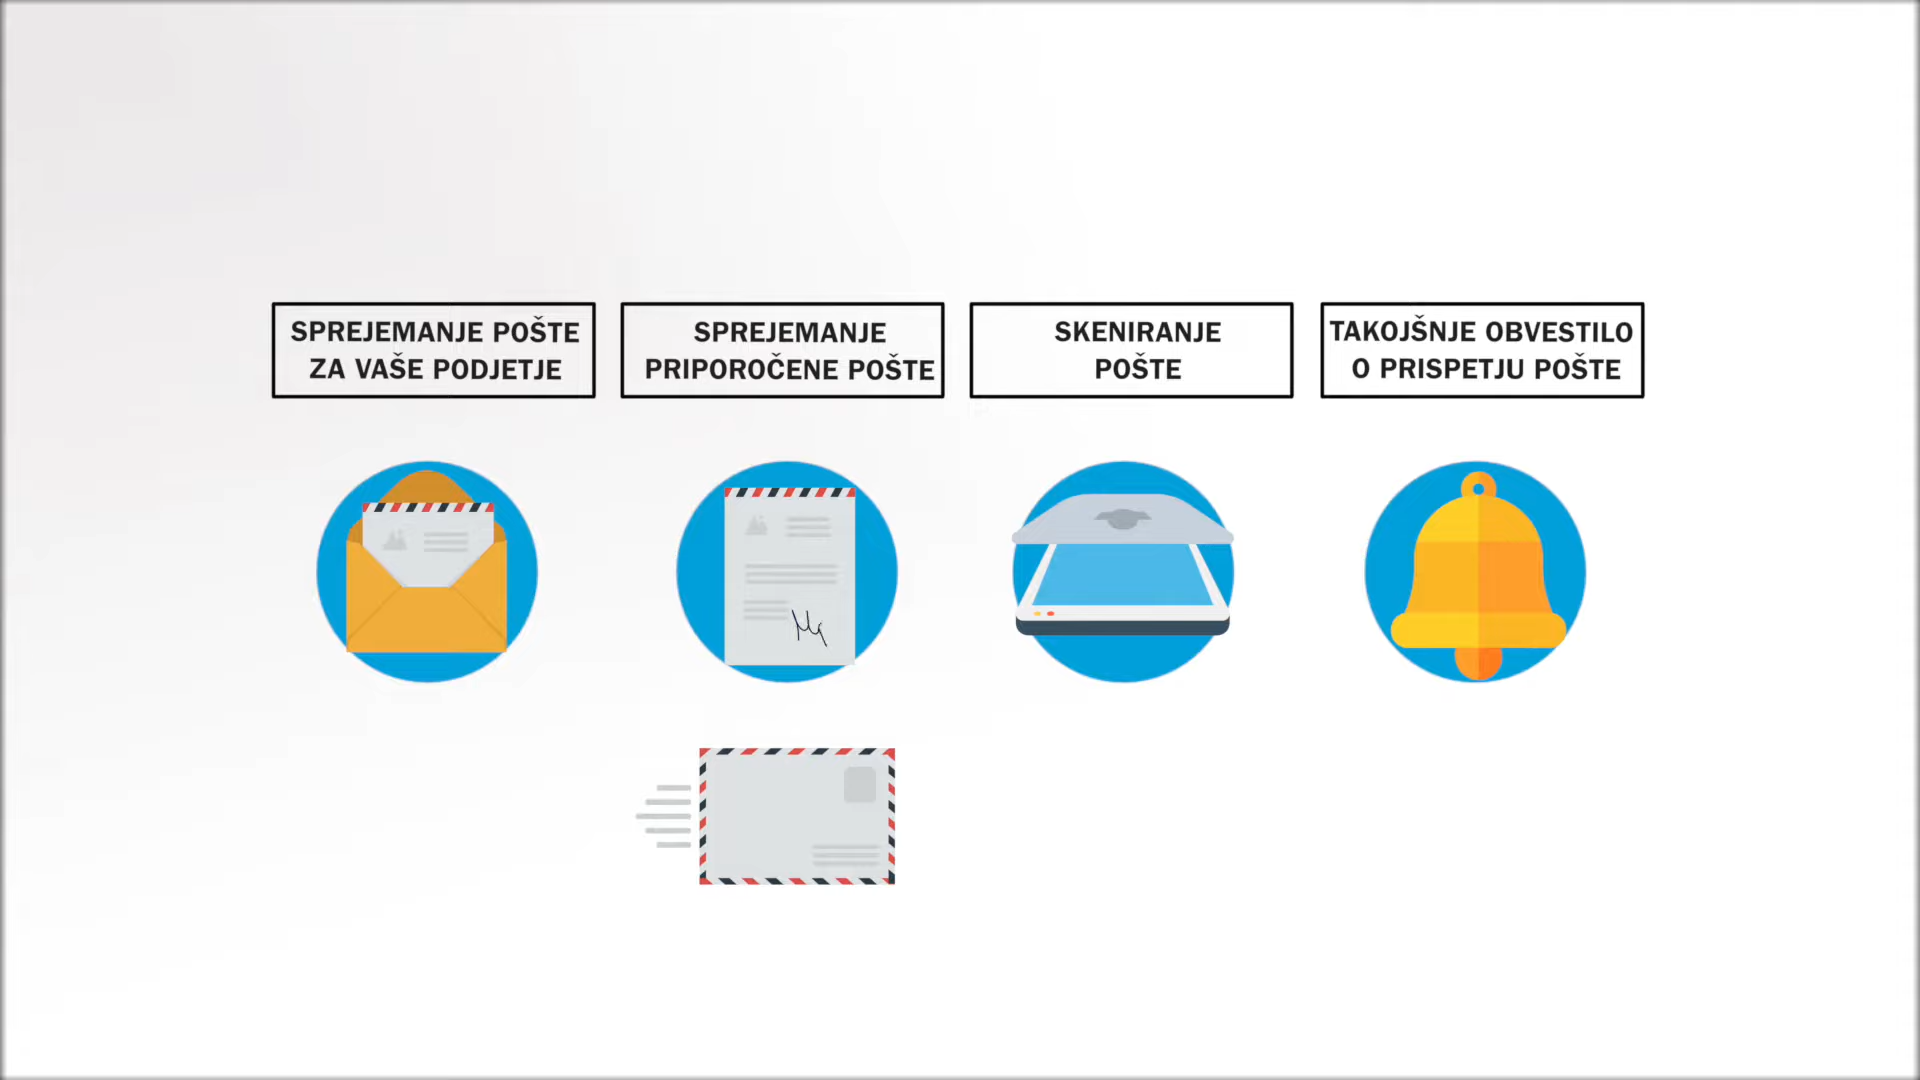 SPREJEMANJE POŠTE
ZA VAŠE PODJETJE
SPREJEMANJE
PRIPOROČENE POŠTE
SKENIRANJE
POŠTE
TAKOJŠNJE OBVESTILO
O PRISPETJU POŠTE